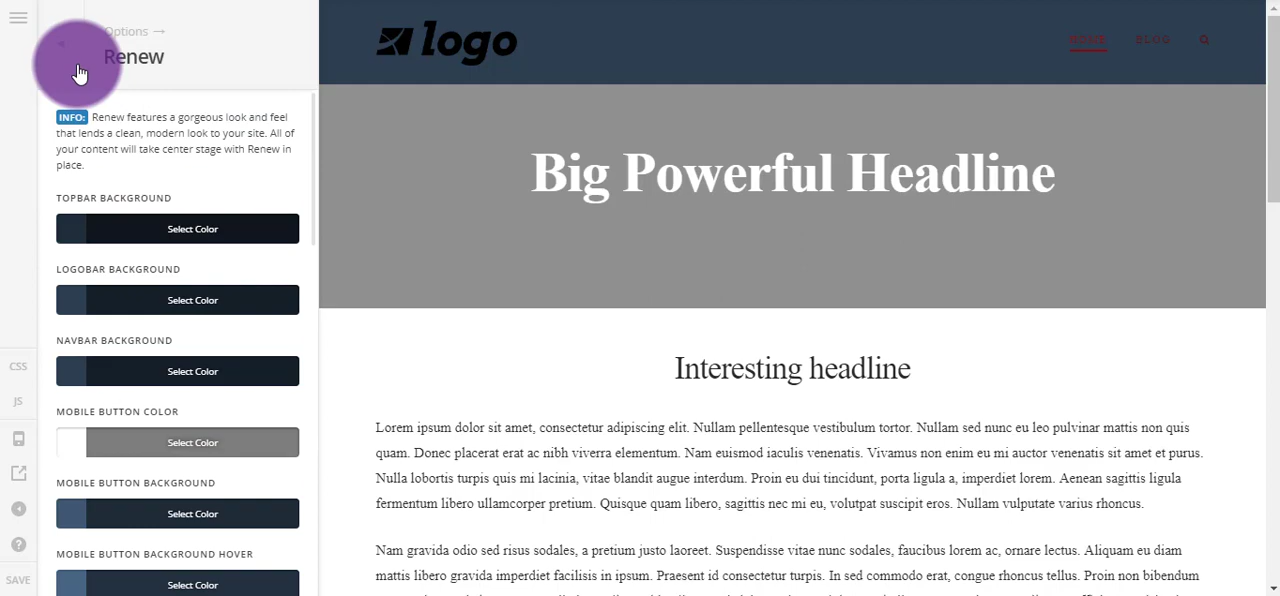 Options →
Renew
INFO: Renew features a gorgeous look and feel
that lends a clean, modern look to your site. All of
your content will take center stage with Renew in
place.
TOPBAR BACKGROUND
Select Color
LOGOBAR BACKGROUND
Select Color
NAVBAR BACKGROUND
Select Color
MOBILE BUTTON COLOR
Select Color
MOBILE BUTTON BACKGROUND
Select Color
MOBILE BUTTON BACKGROUND HOVER
Select Color
CSS
JS
SAVE
logo
HOME
BLOG
Big Powerful Headline
Interesting headline
Lorem ipsum dolor sit amet, consectetur adipiscing elit. Nullam pellentesque vestibulum tortor. Nullam sed nunc eu leo pulvinar mattis non quis
quam. Donec placerat erat ac nibh viverra elementum. Nam euismod iaculis venenatis. Vivamus non enim eu mi auctor venenatis sit amet et purus.
Nulla lobortis turpis quis mi lacinia, vitae blandit augue interdum. Proin eu dui tincidunt, porta ligula a, imperdiet lorem. Aenean sagittis ligula
fermentum libero ullamcorper pretium. Quisque quam libero, sagittis nec mi eu, volutpat suscipit eros. Nullam vulputate varius rhoncus.
Nam gravida odio sed risus sodales, a pretium justo laoreet. Suspendisse vitae nunc sodales, faucibus lorem ac, ornare lectus. Aliquam eu diam
mattis libero gravida imperdiet facilisis in ipsum. Praesent id consectetur turpis. In sed commodo erat, congue rhoncus tellus. Proin non bibendum